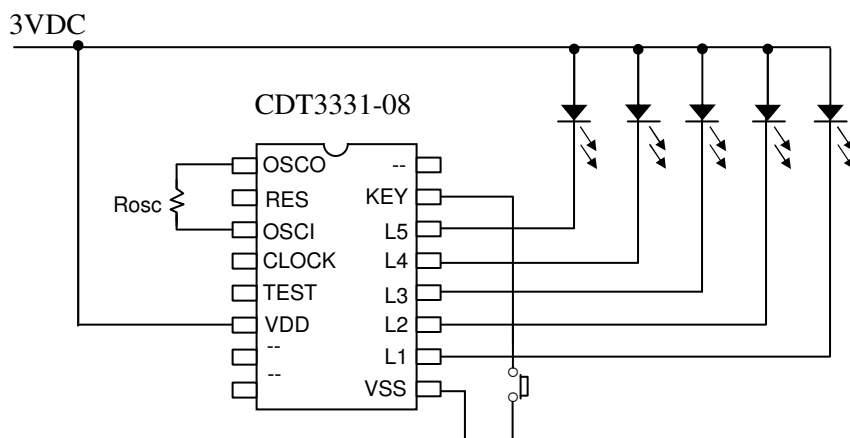 3VDC
CDT3331-08
OSCO
RES
OSCI
CLOCK
TEST
VDD
--
--
--
KEY
L5
L4
L3
L2
L1
VSS
Rosc